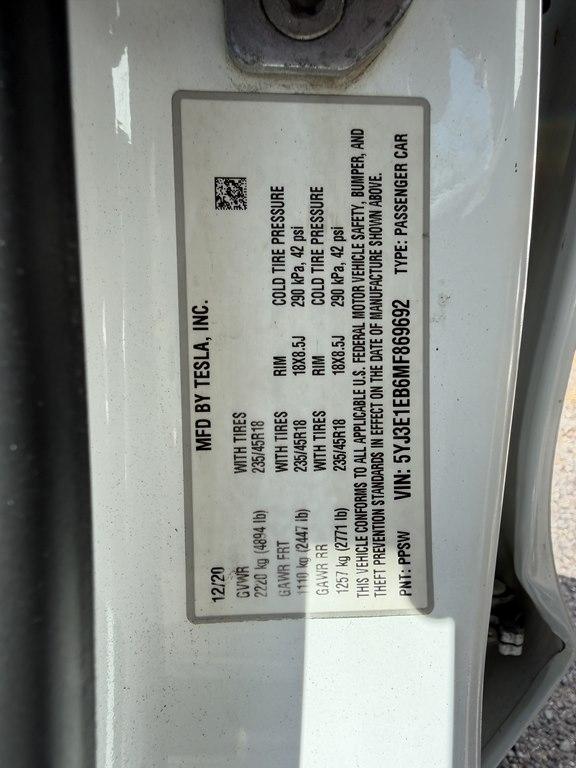 MFD BY TESLA, INC.
12/20
GVWR WITH TIRES
2220 kg (4894 lb) 235/45R18
GAWR FRT WITH TIRES RIM COLD TIRE PRESSURE
1110 kg (2447 lb) 235/45R18 18X8.5J 290 kPa, 42 psi
GAWR RR WITH TIRES RIM COLD TIRE PRESSURE
1257 kg (2771 lb) 235/45R18 18X8.5J 290 kPa, 42 psi
THIS VEHICLE CONFORMS TO ALL APPLICABLE U.S. FEDERAL MOTOR VEHICLE SAFETY, BUMPER, AND
THEFT PREVENTION STANDARDS IN EFFECT ON THE DATE OF MANUFACTURE SHOWN ABOVE.
PNT: PPSW VIN: 5YJ3E1EB6MF869692 TYPE: PASSENGER CAR